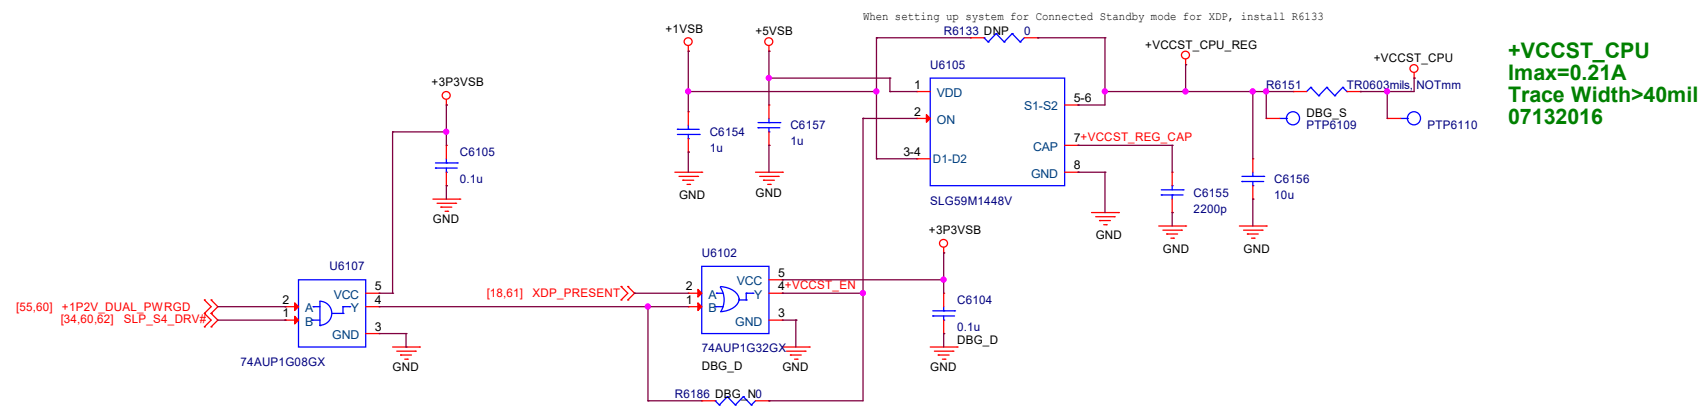 When setting up system for Connected Standby mode for XDP, install R6133
+1VSB
+5VSB
R6133 DNP 0
+VCCST_CPU_REG
+VCCST_CPU
+VCCST_CPU
Imax=0.21A
Trace Width>40mil
07132016
+3P3VSB
U6105
1 VDD
S1-S2 5-6
2 ON
CAP 7 +VCCST_REG_CAP
3-4 D1-D2
GND 8
SLG59M1448V
R6151 TR0603mils, NOTmm
DBG_S
PTP6109
PTP6110
C6154
1u
C6157
1u
C6105
0.1u
C6155
2200p
C6156
10u
GND
GND
GND
GND
GND
GND
+3P3VSB
U6107
VCC 5
[55,60] +1P2V_DUAL_PWRGD 2 A Y 4
[34,60,62] SLP_S4_DRV# 1 B
GND 3
74AUP1G08GX
GND
U6102
VCC 5
[18,61] XDP_PRESENT 2 A Y 4 +VCCST_EN
1 B
GND 3
74AUP1G32GX
DBG_D
GND
C6104
0.1u
DBG_D
GND
R6186 DBG_N0